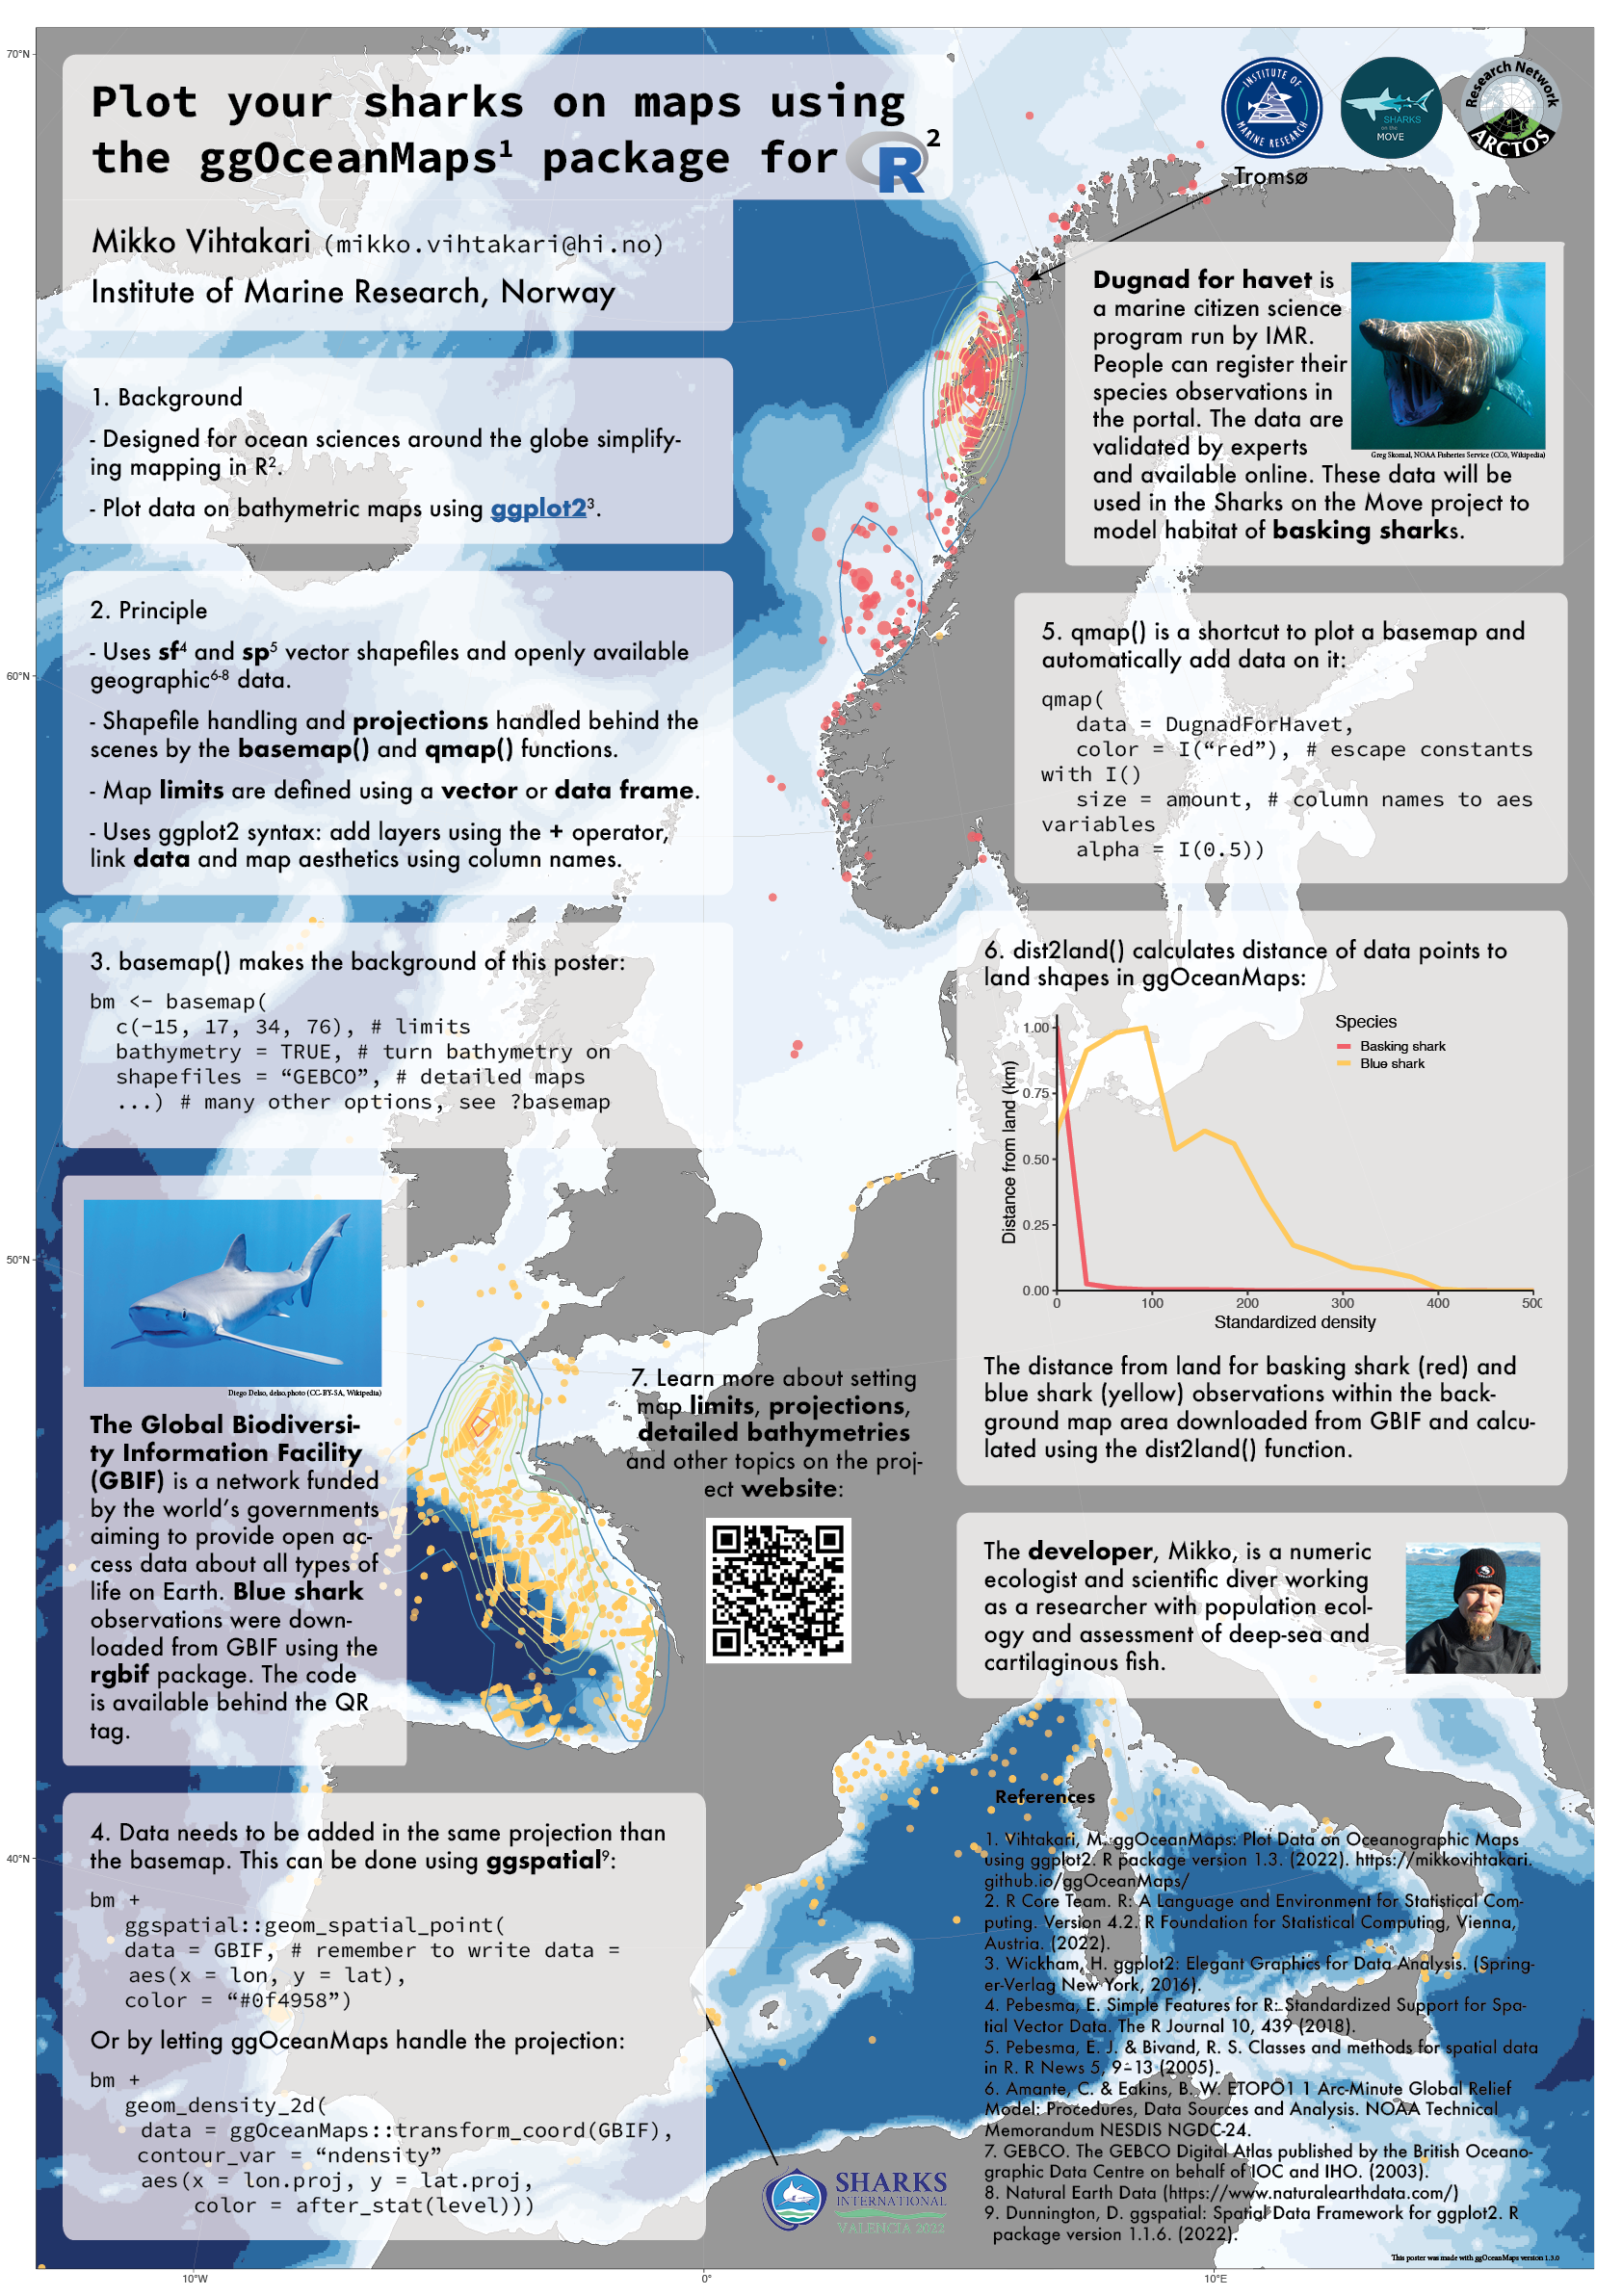 70°N
Plot your sharks on maps using
the ggOceanMaps¹ package for R²
INSTITUTE OF
MARINE RESEARCH
SHARKS
on the
MOVE
Research Network
ARCTOS
Tromsø
Mikko Vihtakari (mikko.vihtakari@hi.no)
Institute of Marine Research, Norway
1. Background
- Designed for ocean sciences around the globe simplify-
ing mapping in R².
- Plot data on bathymetric maps using ggplot2³.
2. Principle
- Uses sf⁴ and sp⁵ vector shapefiles and openly available
geographic⁶⁻⁸ data.
60°N
- Shapefile handling and projections handled behind the
scenes by the basemap() and qmap() functions.
- Map limits are defined using a vector or data frame.
- Uses ggplot2 syntax: add layers using the + operator,
link data and map aesthetics using column names.
3. basemap() makes the background of this poster:
bm <- basemap(
c(-15, 17, 34, 76), # limits
bathymetry = TRUE, # turn bathymetry on
shapefiles = “GEBCO”, # detailed maps
...) # many other options, see ?basemap
50°N
Diego Delso, delso.photo (CC-BY-SA, Wikipedia)
The Global Biodiversi-
ty Information Facility
(GBIF) is a network funded
by the world’s governments
aiming to provide open ac-
cess data about all types of
life on Earth. Blue shark
observations were down-
loaded from GBIF using the
rgbif package. The code
is available behind the QR
tag.
4. Data needs to be added in the same projection than
the basemap. This can be done using ggspatial⁹:
40°N
bm +
ggspatial::geom_spatial_point(
data = GBIF, # remember to write data =
aes(x = lon, y = lat),
color = “#0f4958”)
Or by letting ggOceanMaps handle the projection:
bm +
geom_density_2d(
data = ggOceanMaps::transform_coord(GBIF),
contour_var = “ndensity”
aes(x = lon.proj, y = lat.proj,
color = after_stat(level)))
Dugnad for havet is
a marine citizen science
program run by IMR.
People can register their
species observations in
the portal. The data are
validated by experts
Greg Skomal, NOAA Fisheries Service (CC0, Wikipedia)
and available online. These data will be
used in the Sharks on the Move project to
model habitat of basking sharks.
5. qmap() is a shortcut to plot a basemap and
automatically add data on it:
qmap(
data = DugnadForHavet,
color = I(“red”), # escape constants
with I()
size = amount, # column names to aes
variables
alpha = I(0.5))
6. dist2land() calculates distance of data points to
land shapes in ggOceanMaps:
Species
Basking shark
Blue shark
Distance from land (km)
1.00
0.75
0.50
0.25
0.00
0 100 200 300 400 500
Standardized density
The distance from land for basking shark (red) and
blue shark (yellow) observations within the back-
ground map area downloaded from GBIF and calcu-
lated using the dist2land() function.
7. Learn more about setting
map limits, projections,
detailed bathymetries
and other topics on the proj-
ect website:
The developer, Mikko, is a numeric
ecologist and scientific diver working
as a researcher with population ecol-
ogy and assessment of deep-sea and
cartilaginous fish.
References
1. Vihtakari, M. ggOceanMaps: Plot Data on Oceanographic Maps
using ggplot2. R package version 1.3. (2022). https://mikkovihtakari.
github.io/ggOceanMaps/
2. R Core Team. R: A Language and Environment for Statistical Com-
puting. Version 4.2. R Foundation for Statistical Computing, Vienna,
Austria. (2022).
3. Wickham, H. ggplot2: Elegant Graphics for Data Analysis. (Spring-
er-Verlag New York, 2016).
4. Pebesma, E. Simple Features for R: Standardized Support for Spa-
tial Vector Data. The R Journal 10, 439 (2018).
5. Pebesma, E. J. & Bivand, R. S. Classes and methods for spatial data
in R. R News 5, 9–13 (2005).
6. Amante, C. & Eakins, B. W. ETOPO1 1 Arc-Minute Global Relief
Model: Procedures, Data Sources and Analysis. NOAA Technical
Memorandum NESDIS NGDC-24.
7. GEBCO. The GEBCO Digital Atlas published by the British Oceano-
graphic Data Centre on behalf of IOC and IHO. (2003).
8. Natural Earth Data (https://www.naturalearthdata.com/)
9. Dunnington, D. ggspatial: Spatial Data Framework for ggplot2. R
package version 1.1.6. (2022).
SHARKS
INTERNATIONAL
VALENCIA 2022
This poster was made with ggOceanMaps version 1.3.0
10°W 0° 10°E